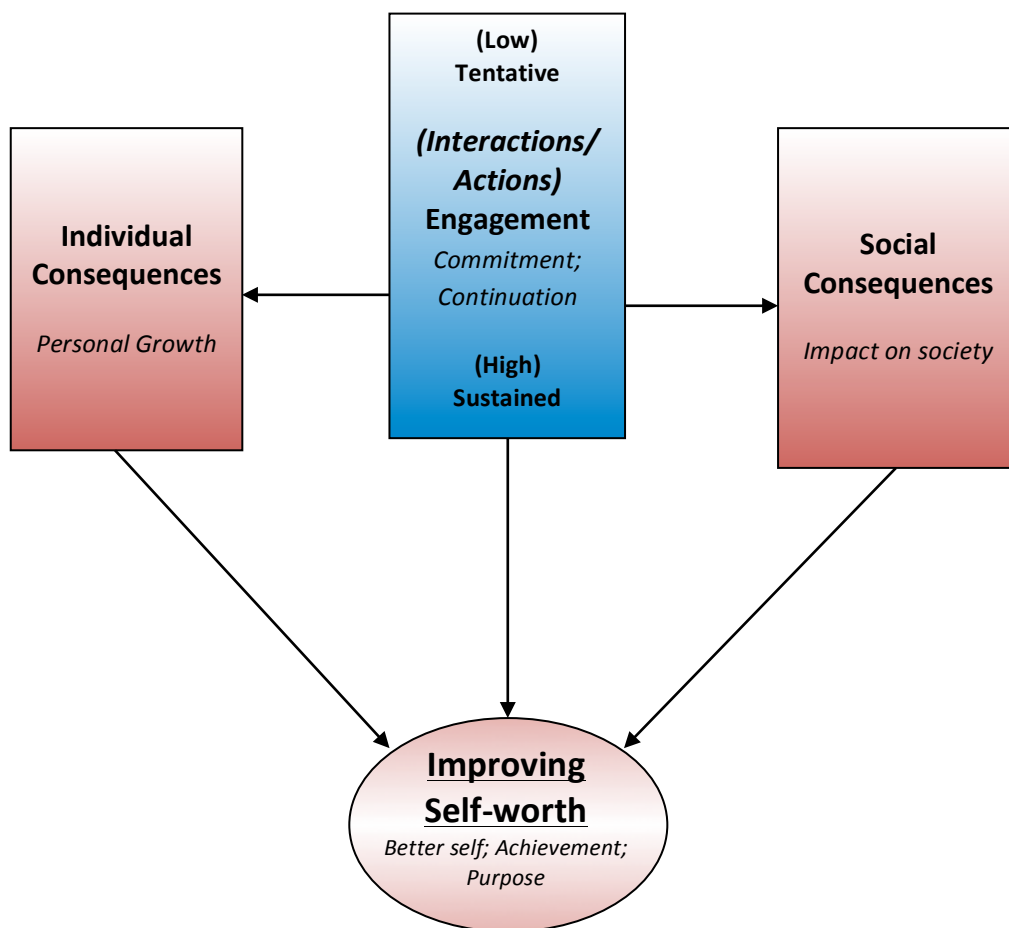 (Low)
Tentative
(Interactions/
Actions)
Engagement
Commitment;
Continuation
(High)
Sustained
Individual
Consequences
Personal Growth
Social
Consequences
Impact on society
Improving
Self-worth
Better self; Achievement;
Purpose